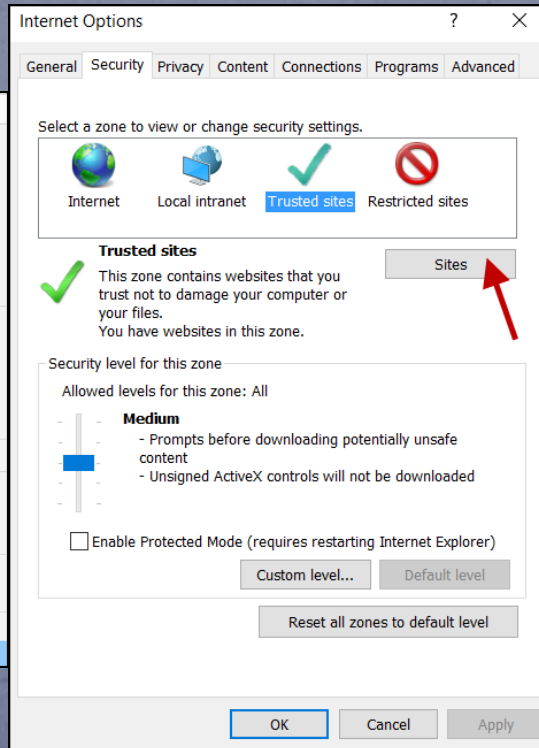 Internet Options
?
General Security Privacy Content Connections Programs Advanced
Select a zone to view or change security settings.
Internet Local intranet Trusted sites Restricted sites
Trusted sites
Sites
This zone contains websites that you
trust not to damage your computer or
your files.
You have websites in this zone.
Security level for this zone
Allowed levels for this zone: All
Medium
- Prompts before downloading potentially unsafe
content
- Unsigned ActiveX controls will not be downloaded
Enable Protected Mode (requires restarting Internet Explorer)
Custom level... Default level
Reset all zones to default level
OK Cancel Apply